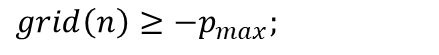 grid(n) ≥ −p_max;